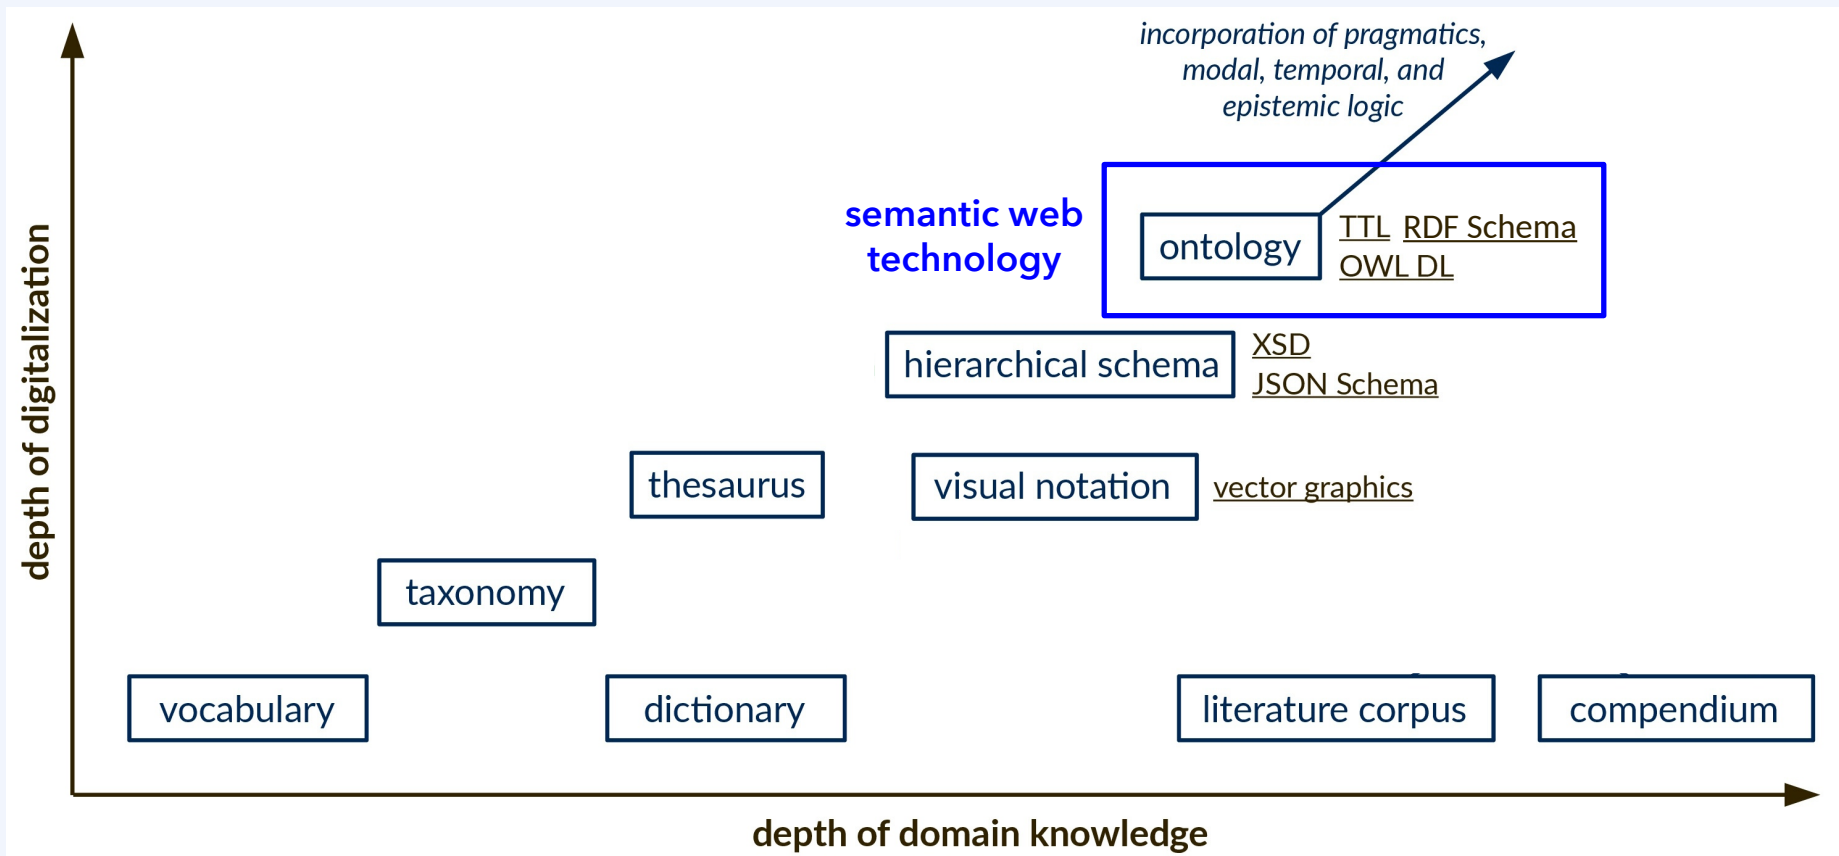 incorporation of pragmatics,
modal, temporal, and
epistemic logic
semantic web
technology
ontology
TTL RDF Schema
OWL DL
hierarchical schema
XSD
JSON Schema
thesaurus
visual notation
vector graphics
taxonomy
vocabulary
dictionary
literature corpus
compendium
depth of digitalization
depth of domain knowledge